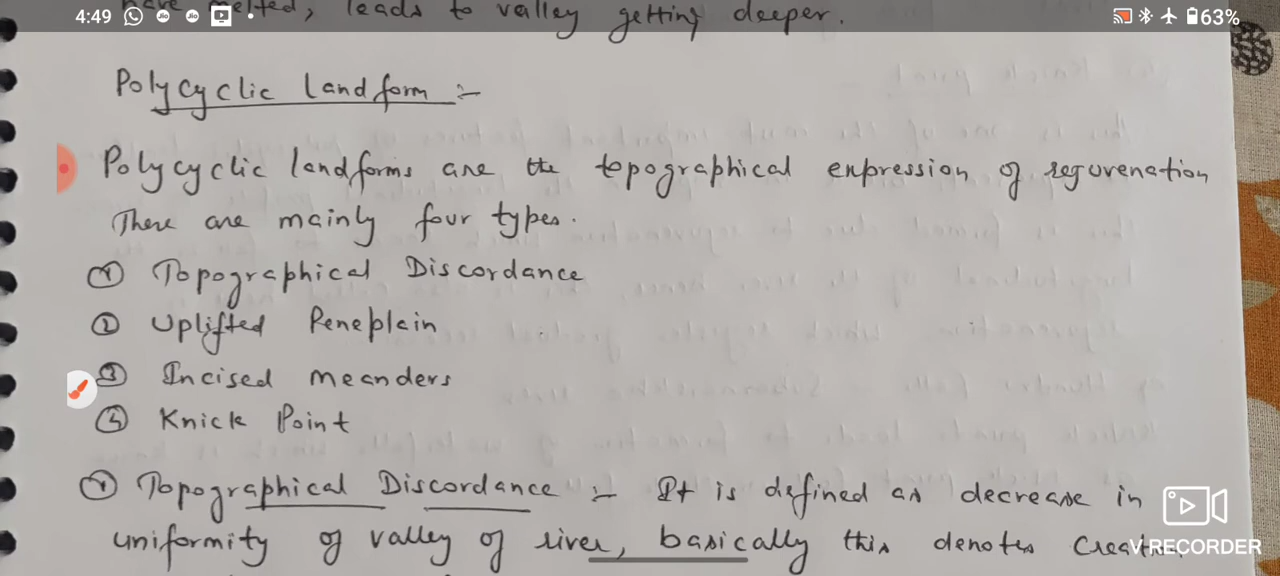 4:49
63%
have melted, leads to valley getting deeper.
Polycyclic landform :-
Polycyclic landforms are the topographical expression of rejuvenation
There are mainly four types.
① Topographical Discordance
② Uplifted Peneplain
③ Incised meanders
④ Knick Point
① Topographical Discordance :- It is defined as decrease in
uniformity of valley of river, basically this denotes
V RECORDER